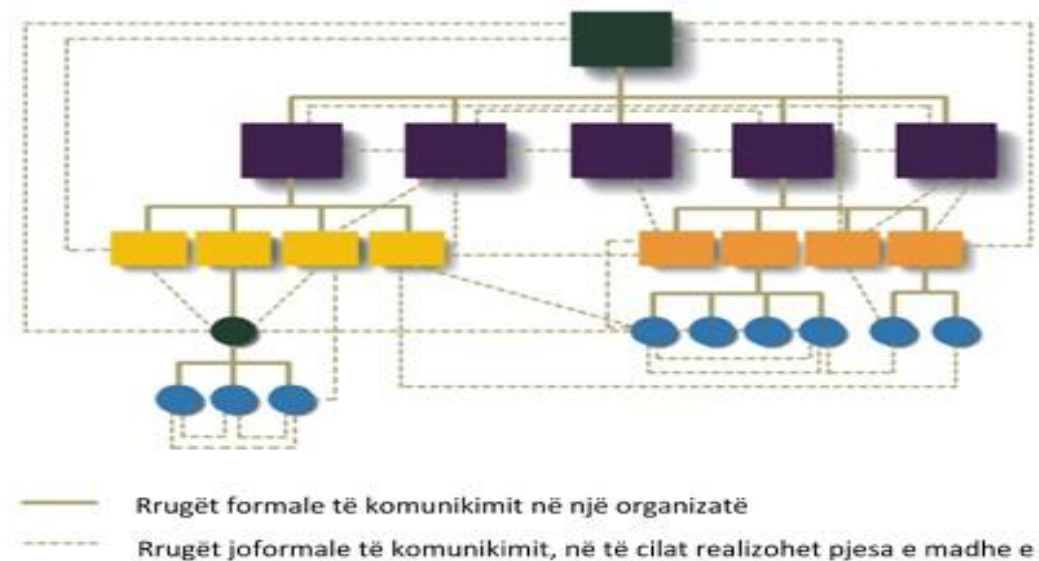 Rrugët formale të komunikimit në një organizatë
Rrugët joformale të komunikimit, në të cilat realizohet pjesa e madhe e